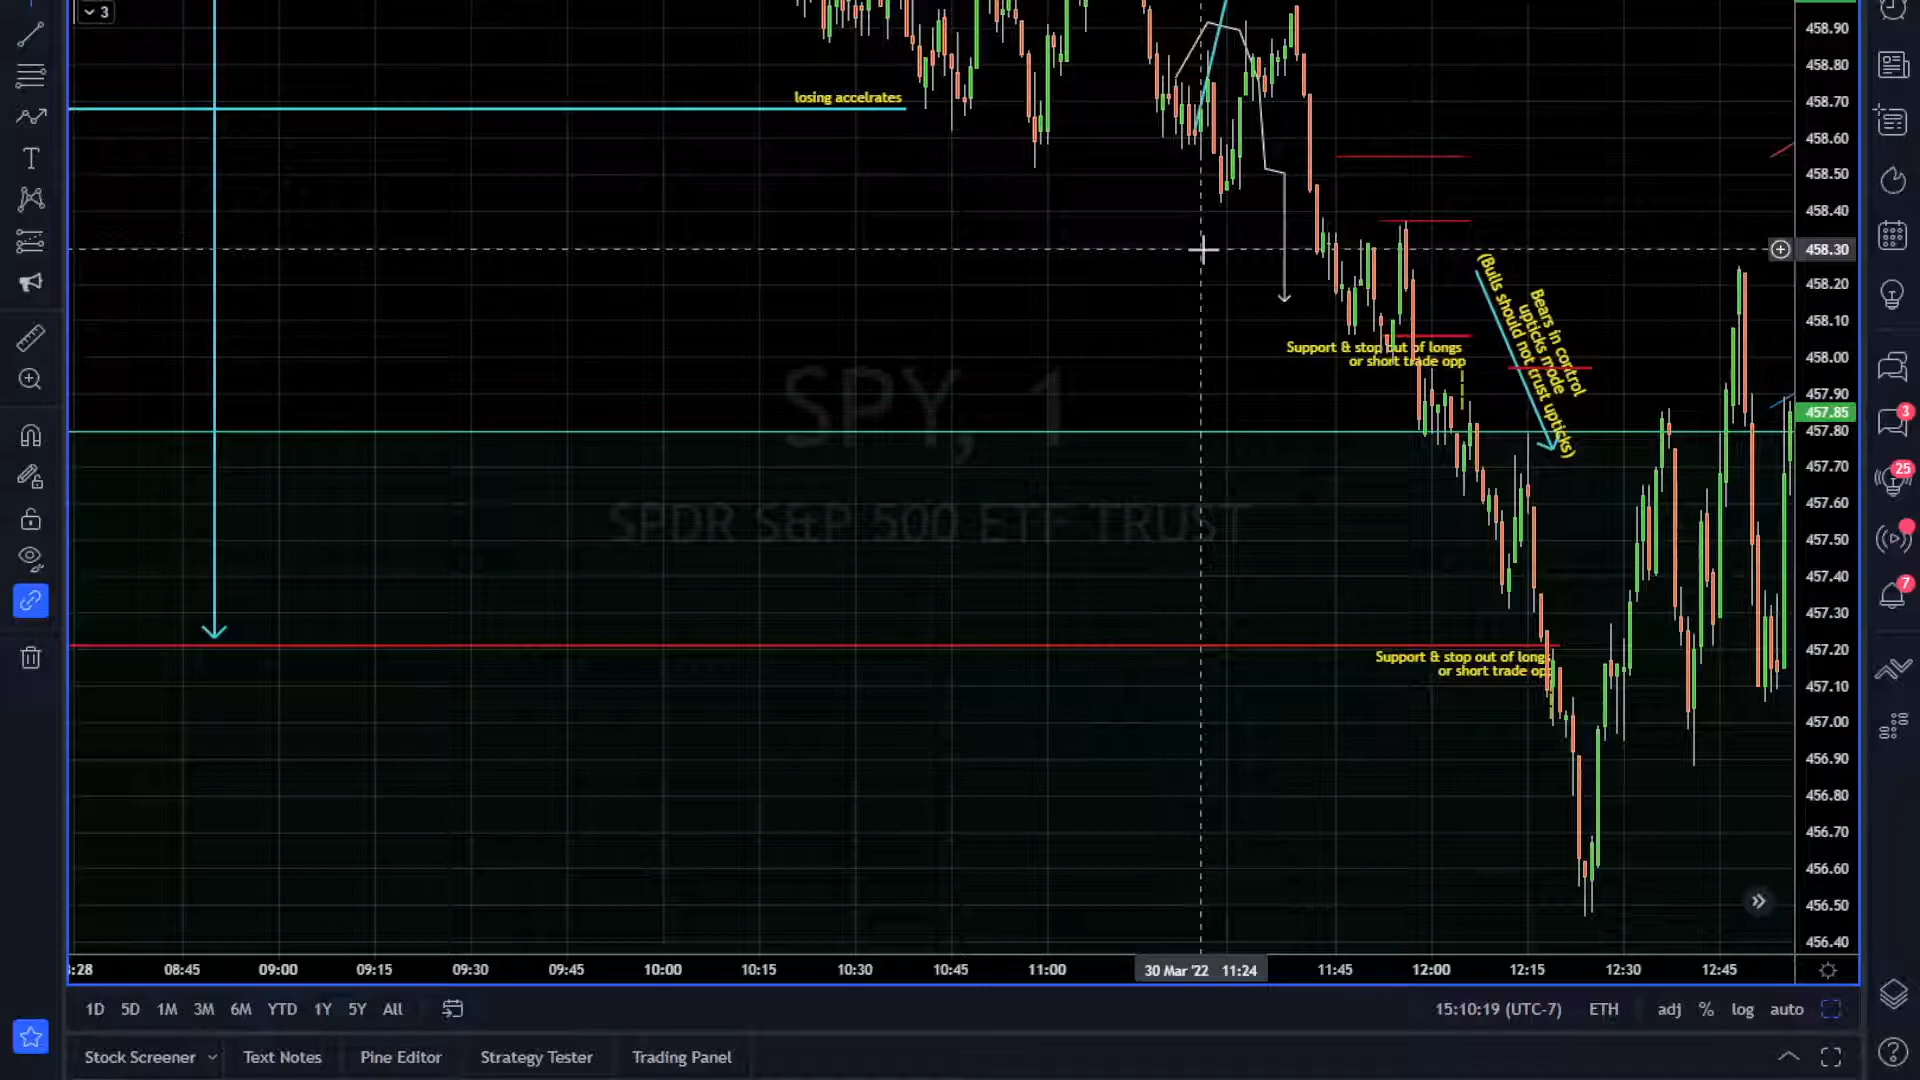 3
458.90
458.80
losing accelrates
458.70
458.60
458.50
458.40
458.30
458.20
458.10
458.00
457.90
457.85
457.80
457.70
457.60
457.50
457.40
457.30
457.20
457.10
457.00
456.90
456.80
456.70
456.60
456.50
456.40
Bears in control
upticks mode
(Bulls should not trust upticks)
Support & stop out of longs
or short trade opp
SPY, 1
SPDR S&P 500 ETF TRUST
Support & stop out of longs
or short trade opp
3
25
7
:28 08:45 09:00 09:15 09:30 09:45 10:00 10:15 10:30 10:45 11:00 30 Mar '22 11:24 11:45 12:00 12:15 12:30 12:45
1D 5D 1M 3M 6M YTD 1Y 5Y All 15:10:19 (UTC-7) ETH adj % log auto
Stock Screener Text Notes Pine Editor Strategy Tester Trading Panel